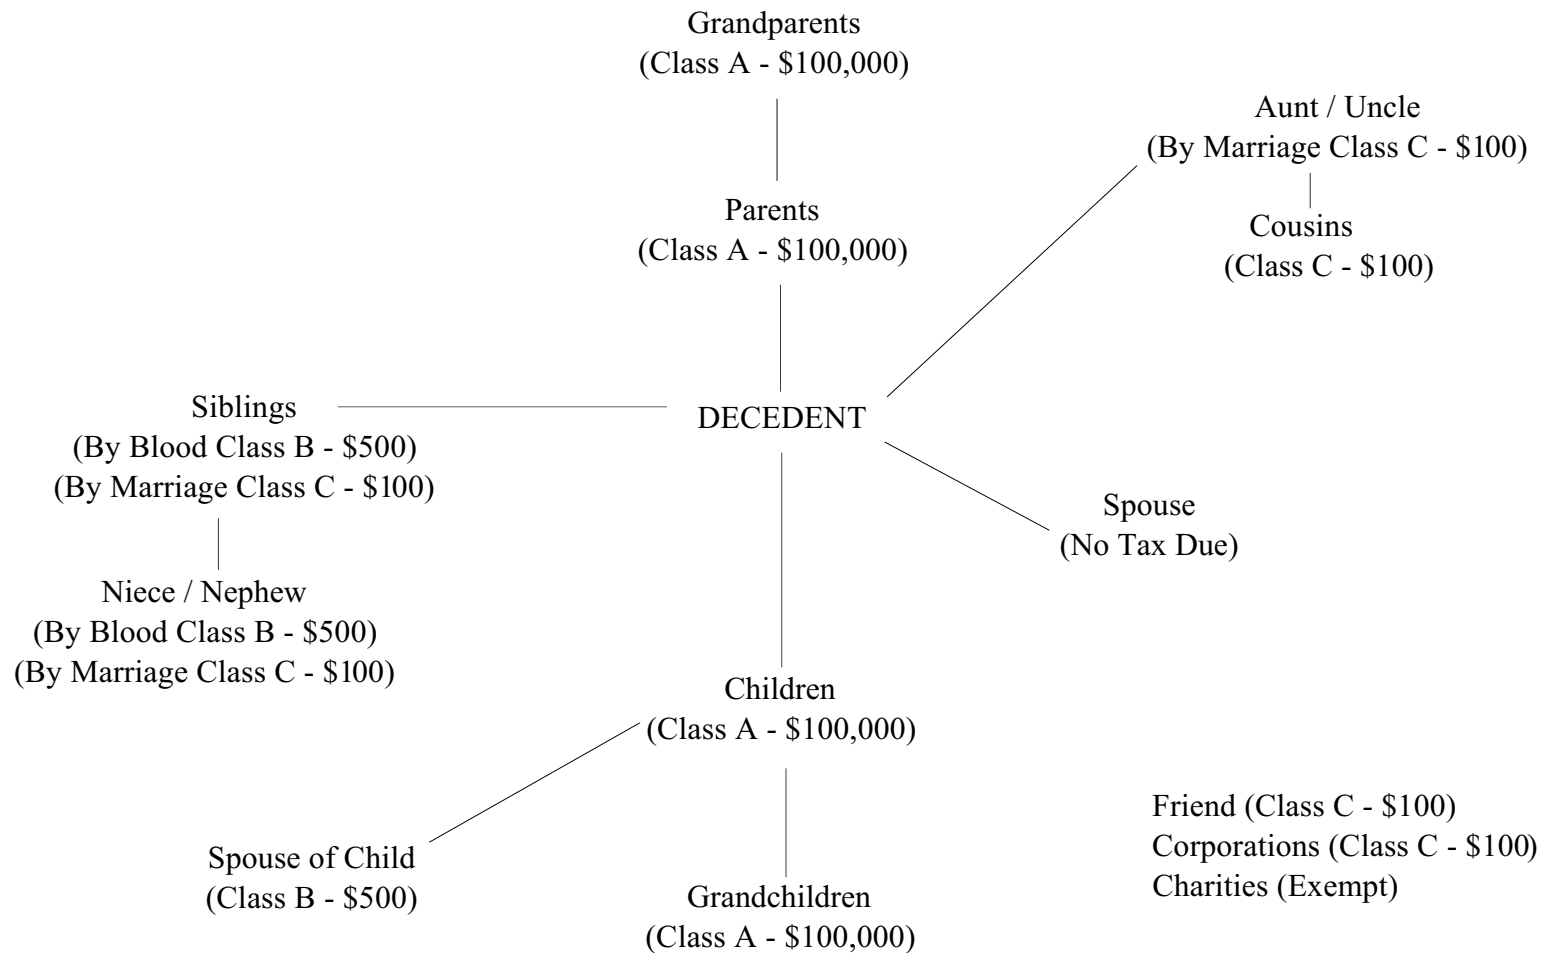 Grandparents
(Class A - $100,000)
Aunt / Uncle
(By Marriage Class C - $100)
Parents
(Class A - $100,000)
Cousins
(Class C - $100)
Siblings
(By Blood Class B - $500)
(By Marriage Class C - $100)
DECEDENT
Spouse
(No Tax Due)
Niece / Nephew
(By Blood Class B - $500)
(By Marriage Class C - $100)
Children
(Class A - $100,000)
Spouse of Child
(Class B - $500)
Grandchildren
(Class A - $100,000)
Friend (Class C - $100)
Corporations (Class C - $100)
Charities (Exempt)